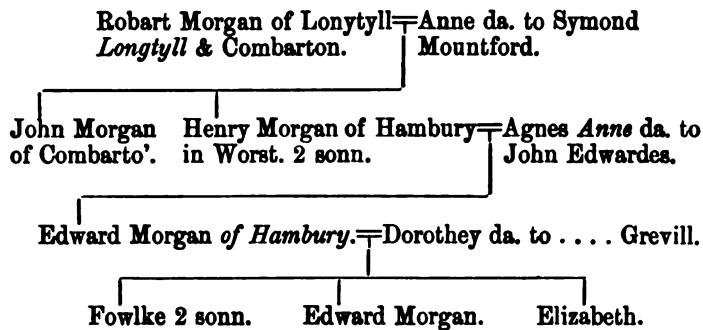 Robart Morgan of Lonytyll Anne da. to Symond
Longtyll & Combarton. Mountford.
John Morgan Henry Morgan of Hambury Agnes Anne da. to
of Combarto'. in Worst. 2 sonn. John Edwardes.
Edward Morgan of Hambury. Dorothey da. to .... Grevill.
Fowlke 2 sonn. Edward Morgan. Elizabeth.